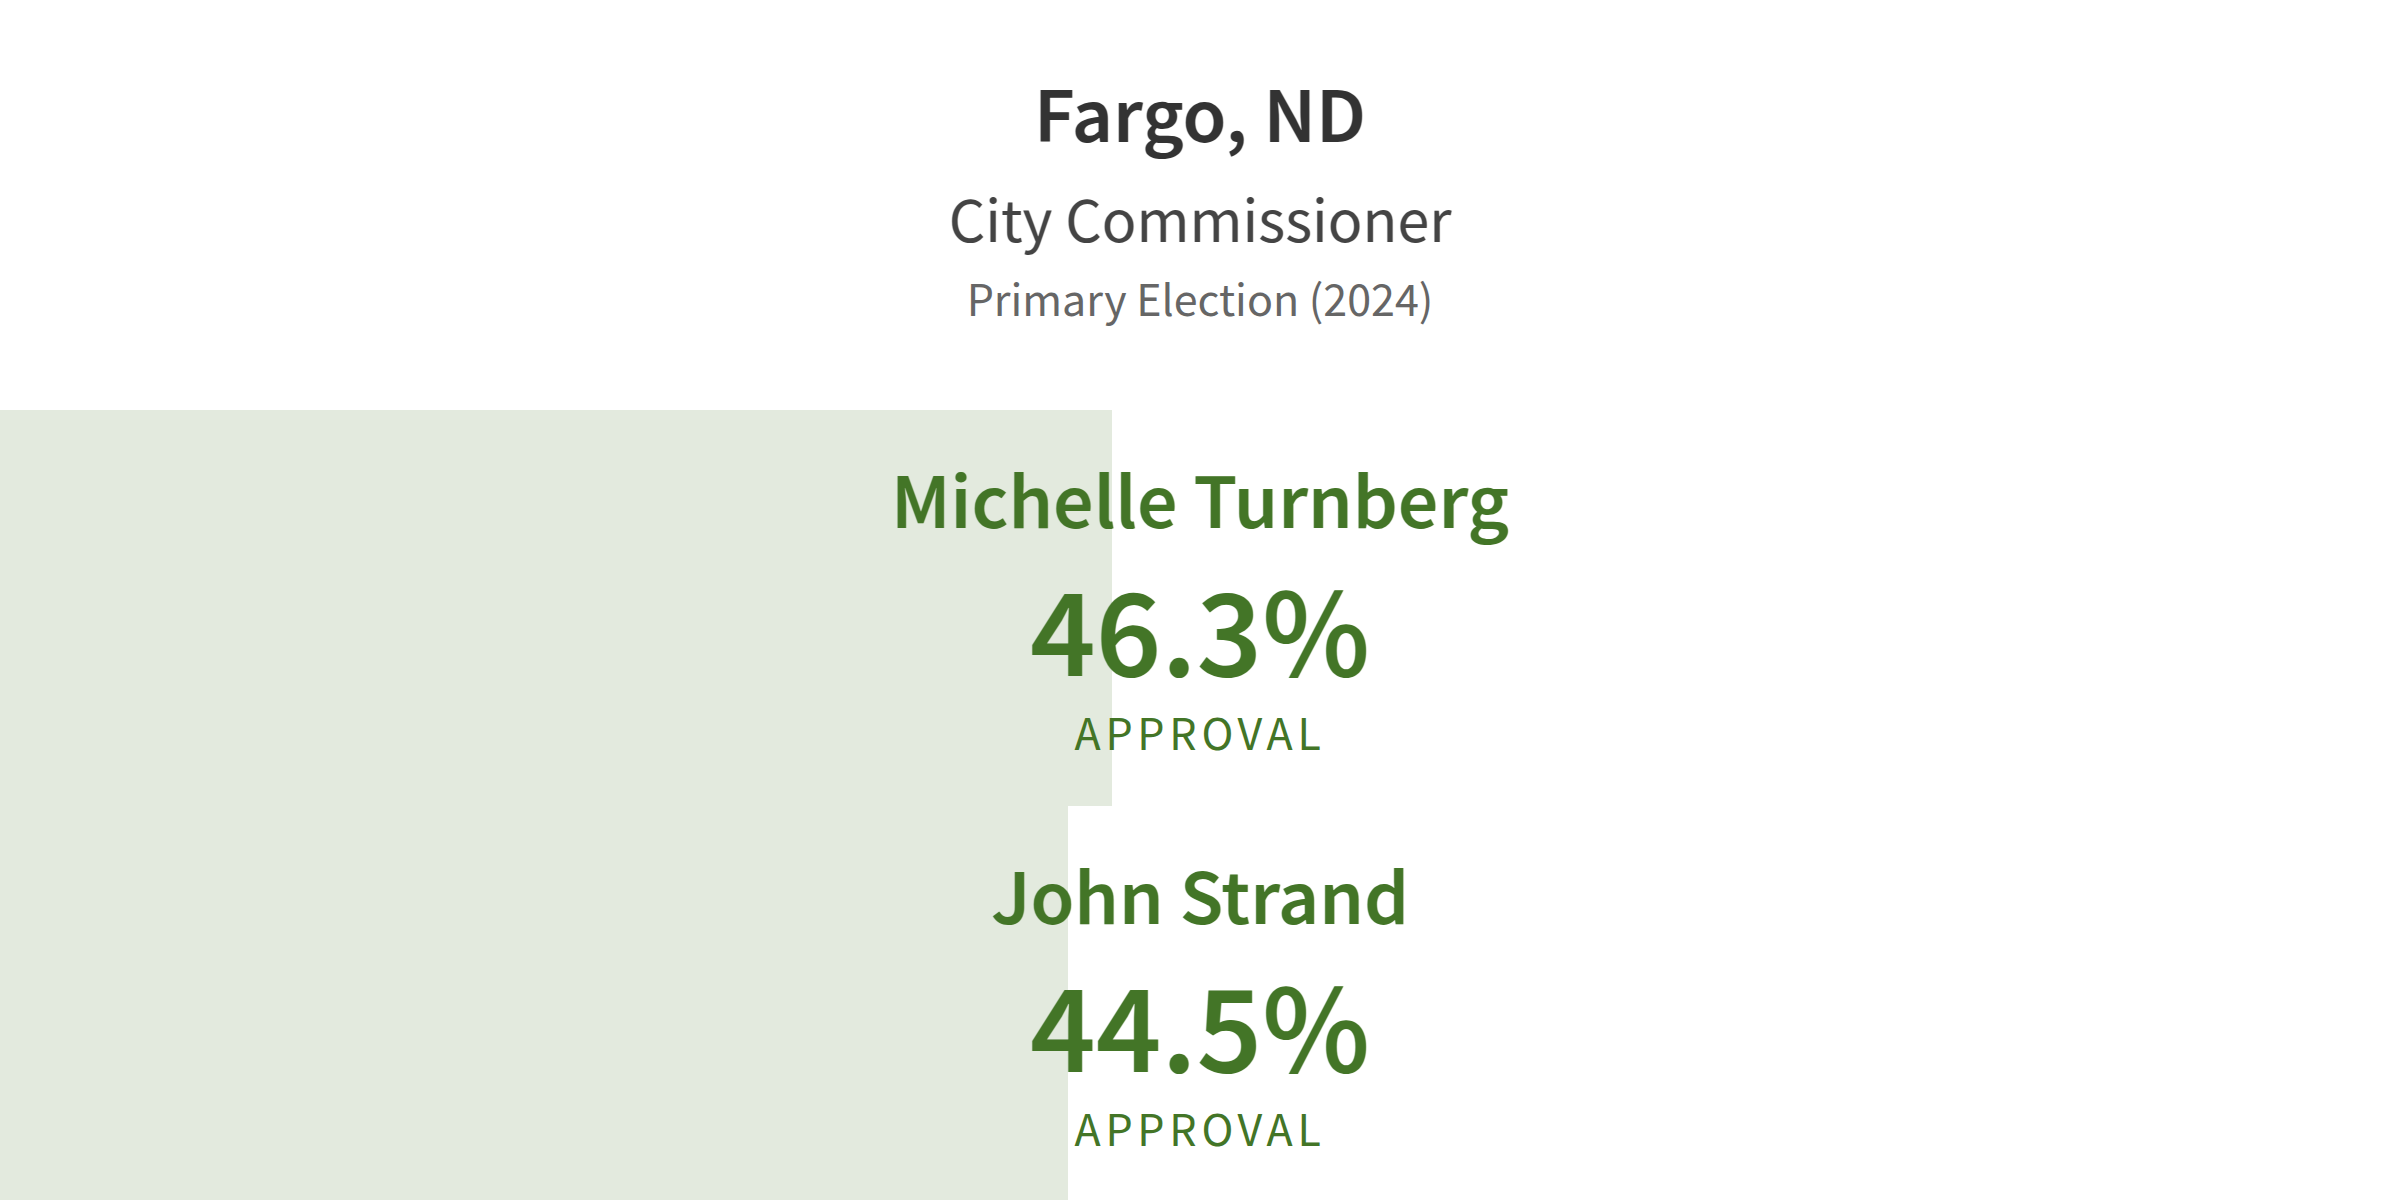 Fargo, ND
City Commissioner
Primary Election (2024)
Michelle Turnberg
46.3%
APPROVAL
John Strand
44.5%
APPROVAL